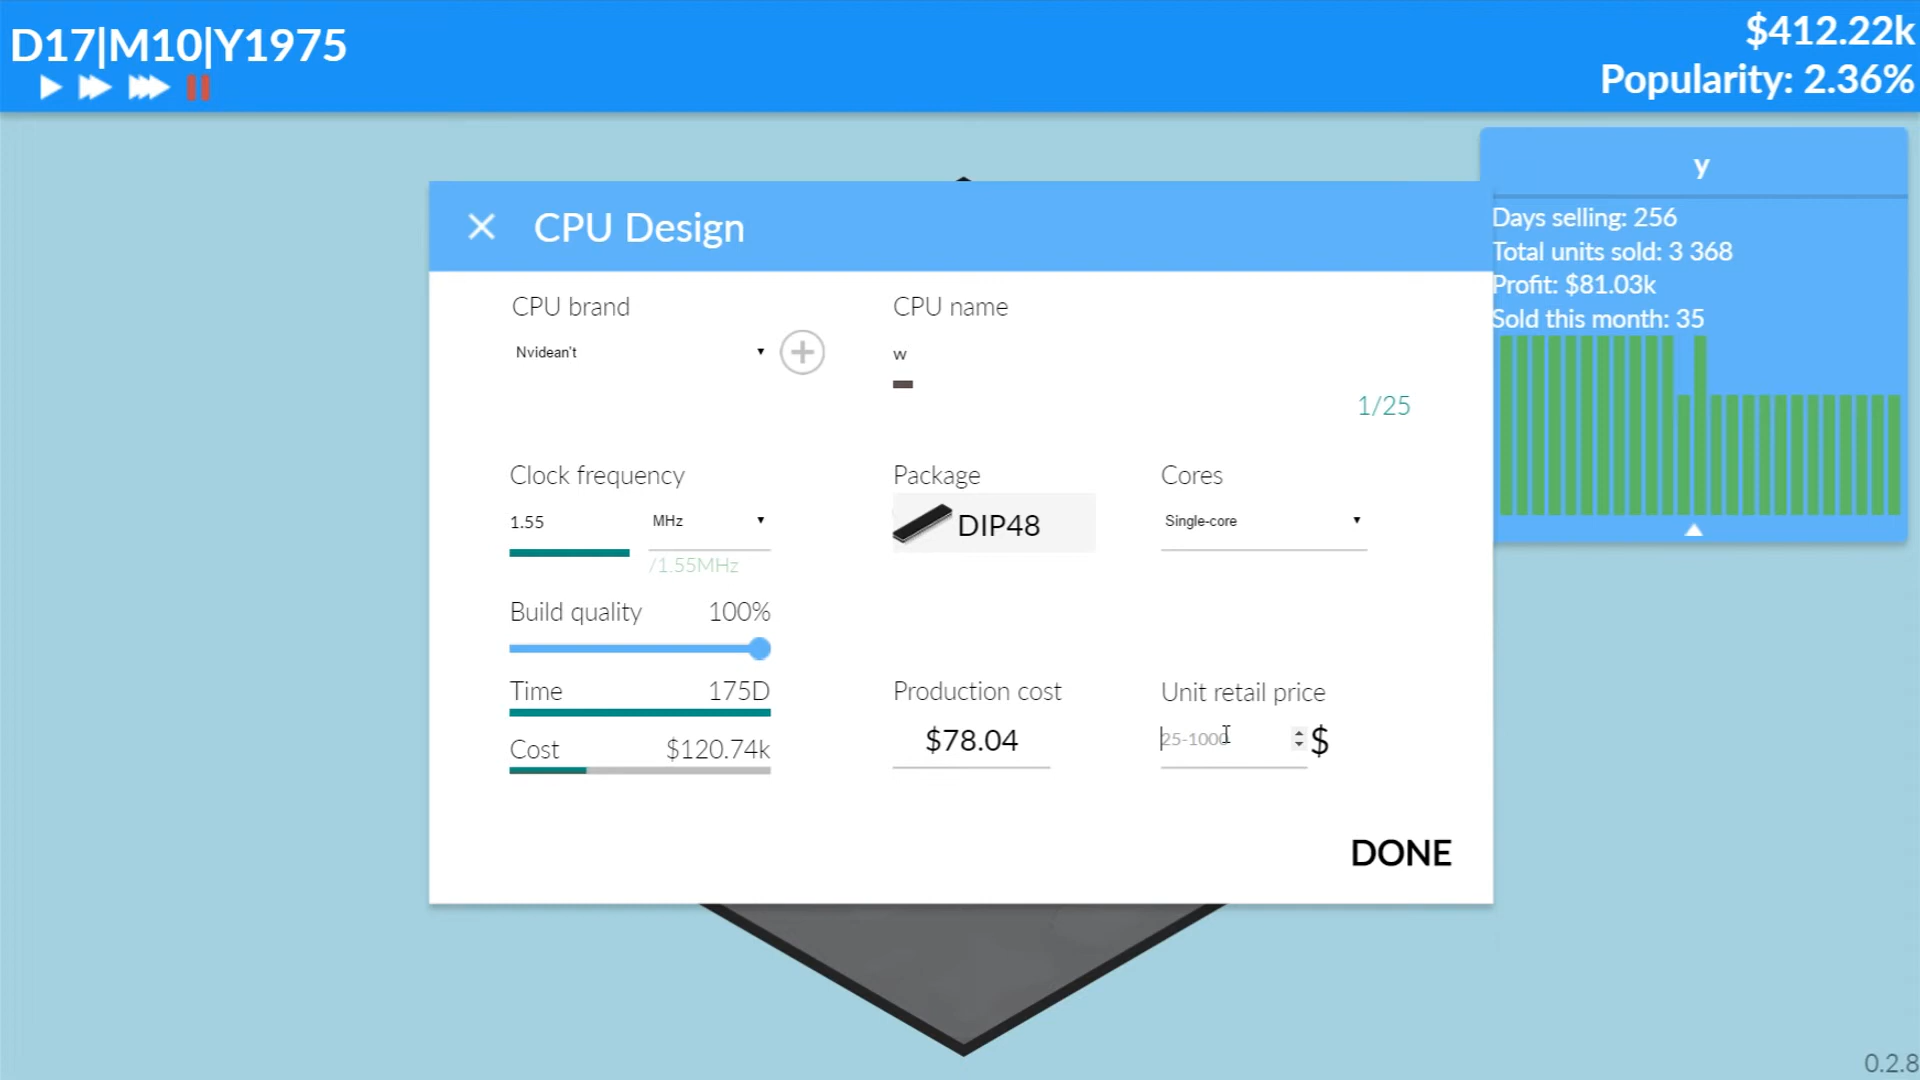 D17|M10|Y1975
$412.22k
Popularity: 2.36%
y
Days selling: 256
Total units sold: 3 368
Profit: $81.03k
Sold this month: 35
CPU Design
CPU brand
CPU name
Nvidean't
w
1/25
Clock frequency
Package
Cores
1.55
MHz
DIP48
Single-core
/1.55MHz
Build quality 100%
Time 175D
Production cost
Unit retail price
Cost $120.74k
$78.04
25-1000
$
DONE
0.2.8